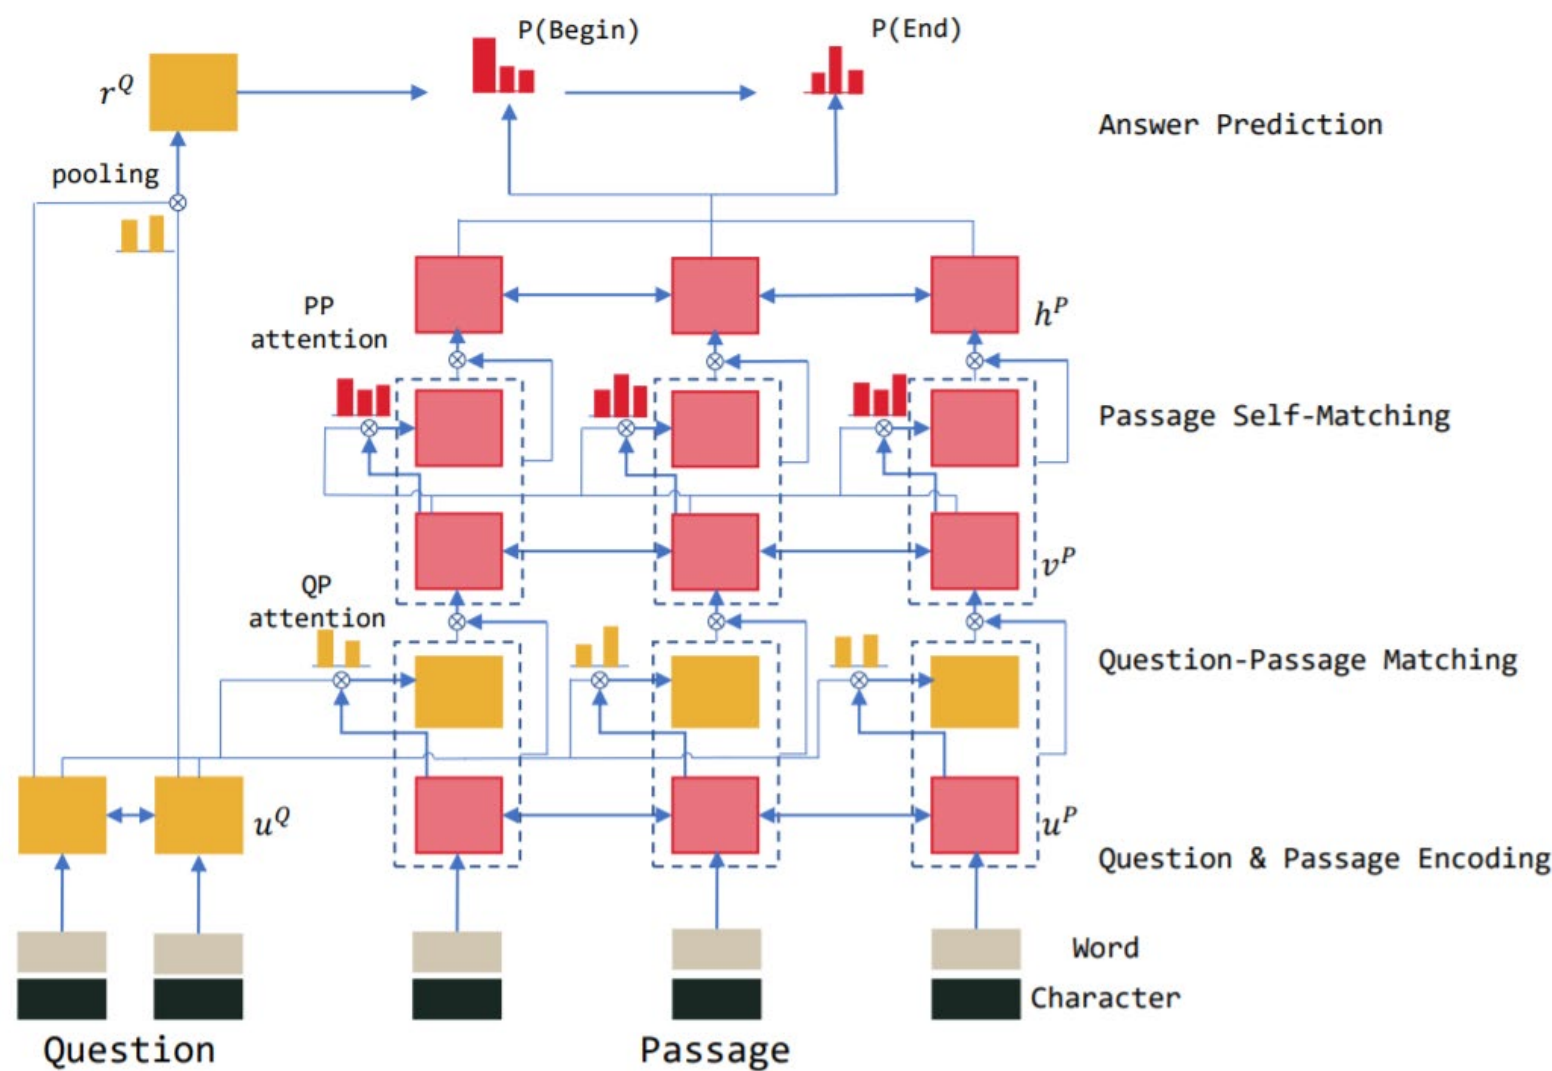 P(Begin)
P(End)
r^Q
Answer Prediction
pooling
PP
attention
h^P
Passage Self-Matching
v^P
QP
attention
Question-Passage Matching
u^Q
u^P
Question & Passage Encoding
Word
Character
Question
Passage